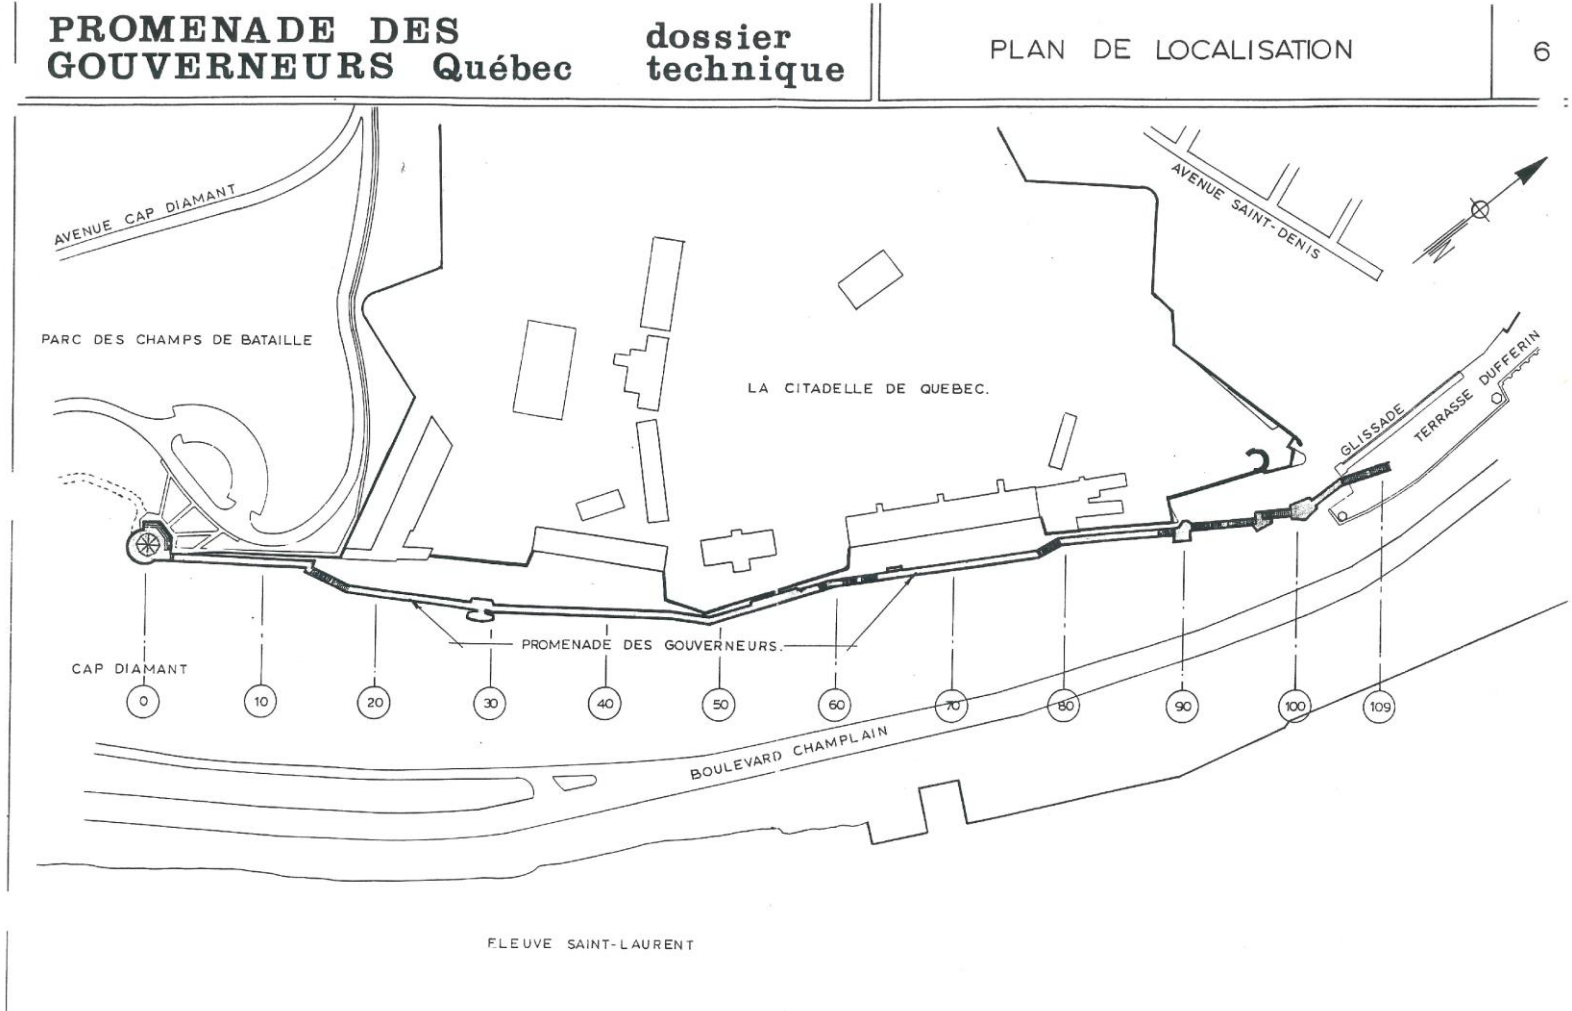 PROMENADE DES
GOUVERNEURS Québec
dossier
technique
PLAN DE LOCALISATION
6
AVENUE CAP DIAMANT
AVENUE SAINT-DENIS
N
PARC DES CHAMPS DE BATAILLE
LA CITADELLE DE QUEBEC.
GLISSADE
TERRASSE DUFFERIN
PROMENADE DES GOUVERNEURS.
CAP DIAMANT
0 10 20 30 40 50 60 70 80 90 100 109
BOULEVARD CHAMPLAIN
FLEUVE SAINT-LAURENT